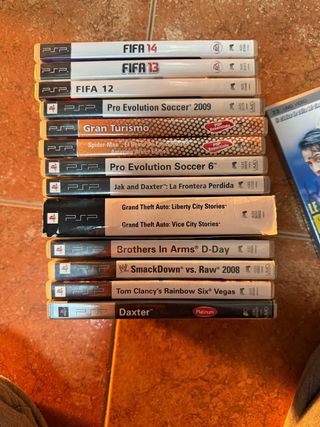 PSP FIFA 14
PSP FIFA 13
PSP FIFA 12
PSP Pro Evolution Soccer 2009
PSP Gran Turismo
PSP Spider-Man
PSP Pro Evolution Soccer 6
PSP Jak and Daxter: La Frontera Perdida
PSP Grand Theft Auto: Liberty City Stories
Grand Theft Auto: Vice City Stories
PSP Brothers In Arms D-Day
PSP SmackDown vs. Raw 2008
PSP Tom Clancy's Rainbow Six Vegas
PSP Daxter Platinum
UMD VIDEO